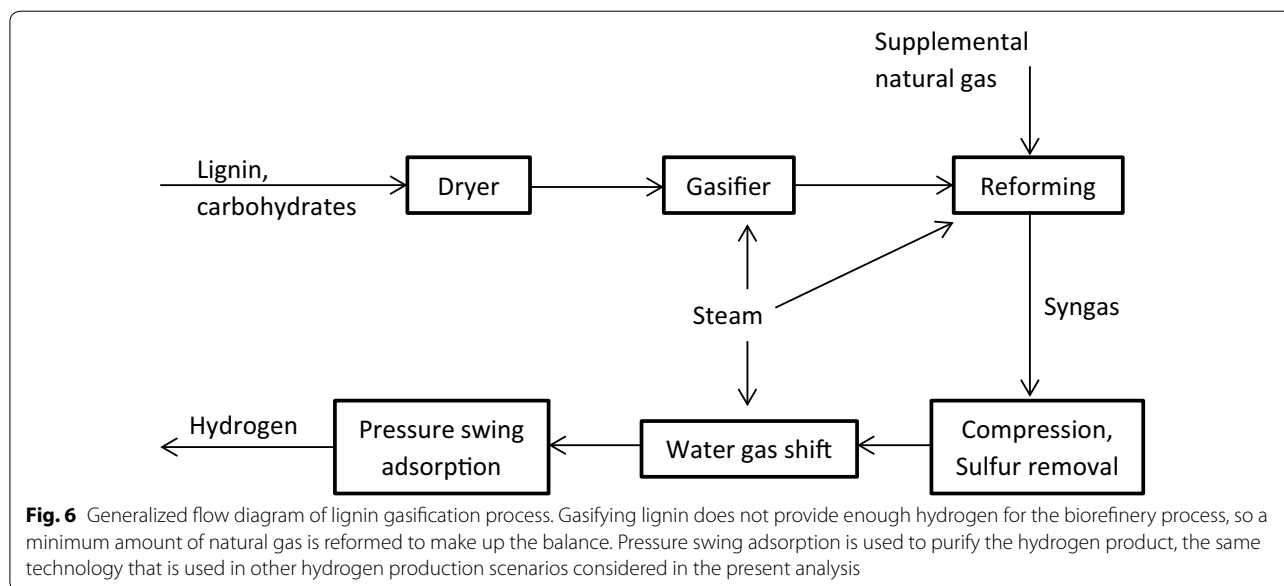 Supplemental
natural gas
Lignin,
carbohydrates
Dryer
Gasifier
Reforming
Steam
Syngas
Hydrogen
Pressure swing
adsorption
Water gas shift
Compression,
Sulfur removal
Fig. 6 Generalized flow diagram of lignin gasification process. Gasifying lignin does not provide enough hydrogen for the biorefinery process, so a
minimum amount of natural gas is reformed to make up the balance. Pressure swing adsorption is used to purify the hydrogen product, the same
technology that is used in other hydrogen production scenarios considered in the present analysis